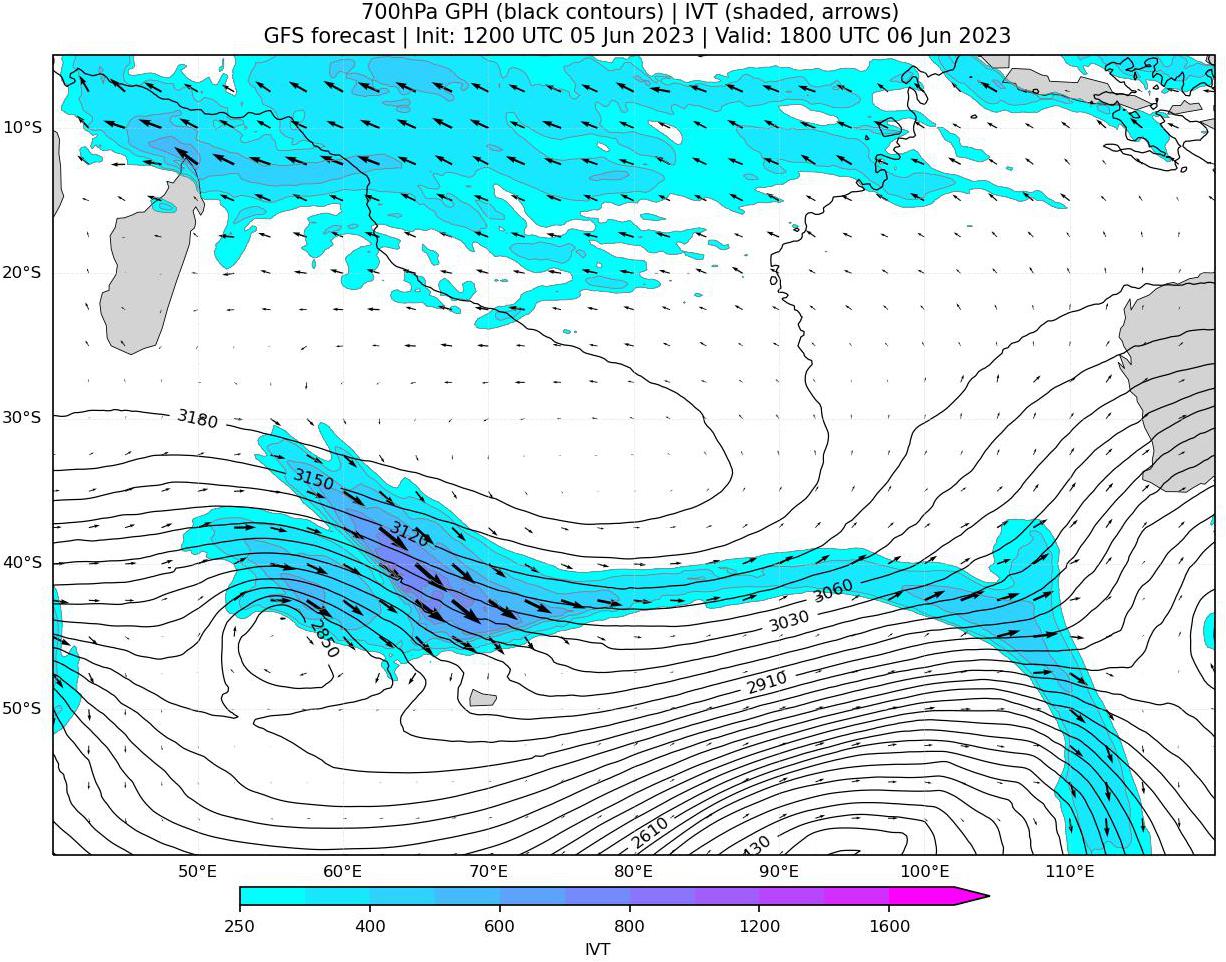 700hPa GPH (black contours) | IVT (shaded, arrows)
GFS forecast | Init: 1200 UTC 05 Jun 2023 | Valid: 1800 UTC 06 Jun 2023
10°S
20°S
30°S
3180
3150
3120
40°S
3060
3030
2850
2910
50°S
2610
430
50°E 60°E 70°E 80°E 90°E 100°E 110°E
250 400 600 800 1200 1600
IVT